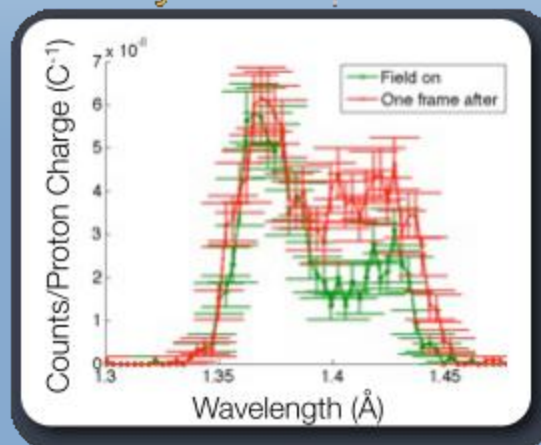 7 x 10
Field on
One frame after
6
5
4
3
2
1
0
1.3
1.35
1.4
1.45
Counts/Proton Charge (C⁻¹)
Wavelength (Å)